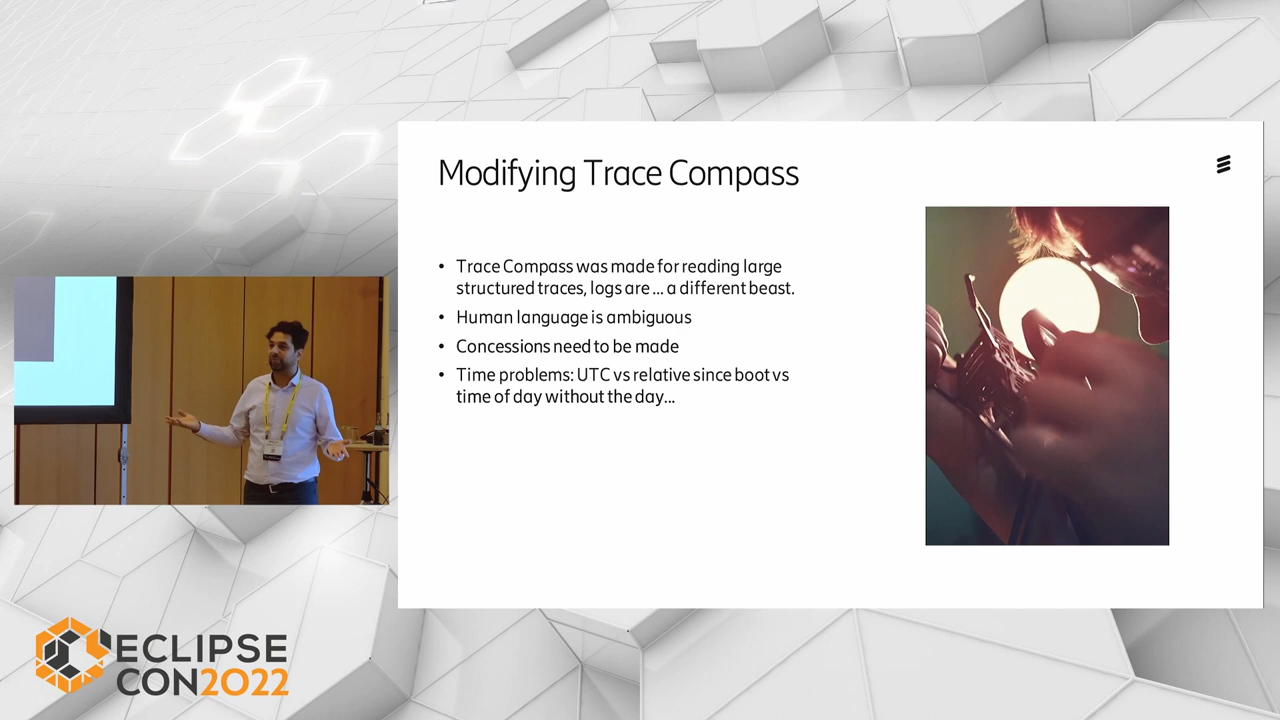 Modifying Trace Compass
• Trace Compass was made for reading large
structured traces, logs are ... a different beast.
• Human language is ambiguous
• Concessions need to be made
• Time problems: UTC vs relative since boot vs
time of day without the day...
ECLIPSE
CON2022